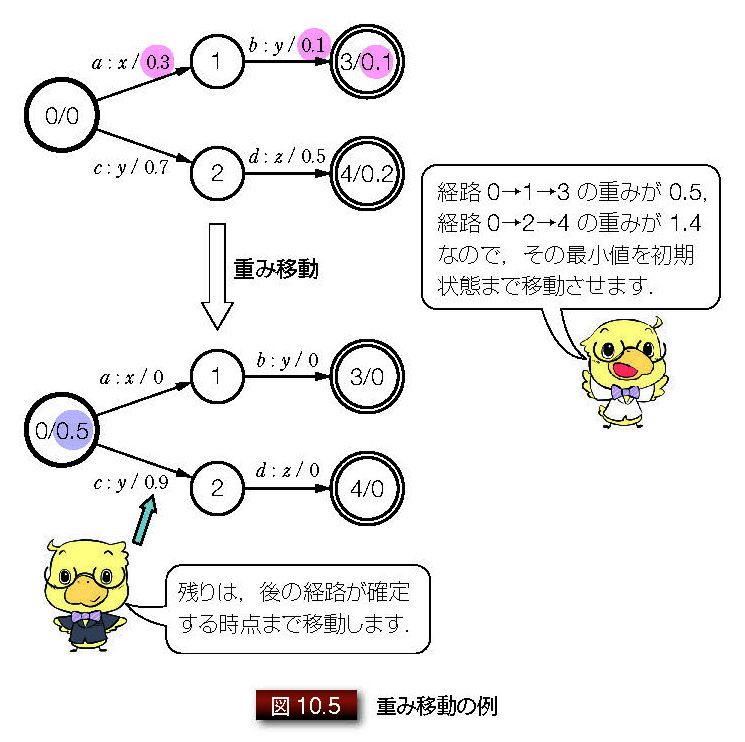 a : x / 0.3
1
b : y / 0.1
3/0.1
0/0
c : y / 0.7
2
d : z / 0.5
4/0.2
経路 0→1→3 の重みが 0.5,
経路 0→2→4 の重みが 1.4
なので，その最小値を初期
状態まで移動させます.
重み移動
a : x / 0
1
b : y / 0
3/0
0/0.5
c : y / 0.9
2
d : z / 0
4/0
残りは，後の経路が確定
する時点まで移動します.
図 10.5 重み移動の例